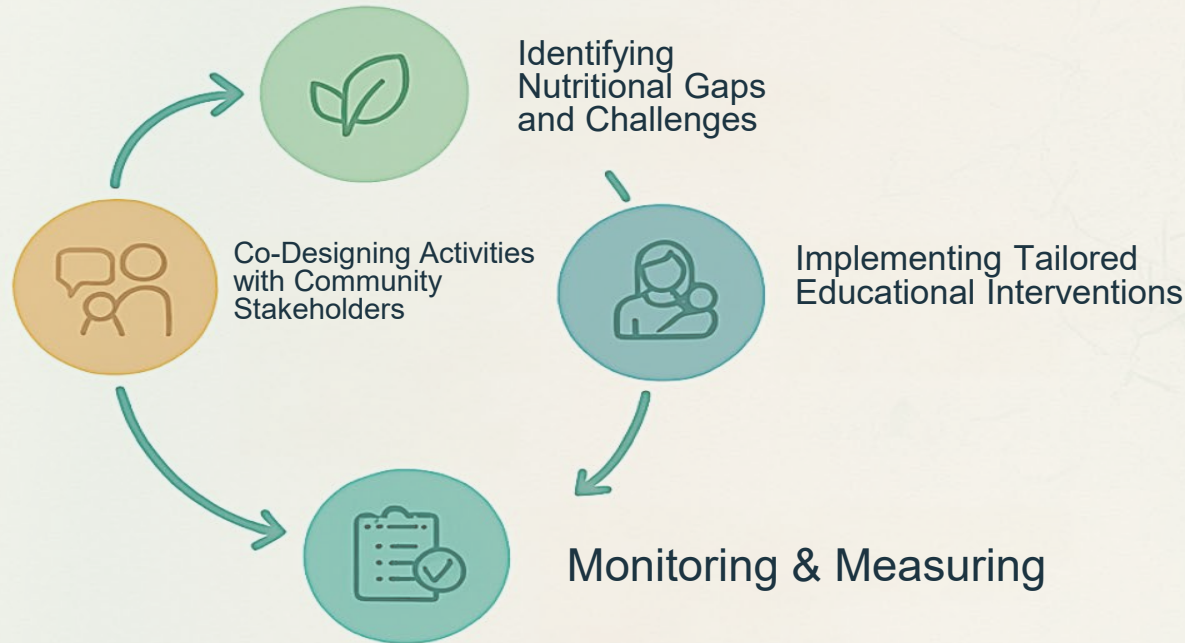 Identifying
Nutritional Gaps
and Challenges
Co-Designing Activities
with Community
Stakeholders
Implementing Tailored
Educational Interventions
Monitoring & Measuring